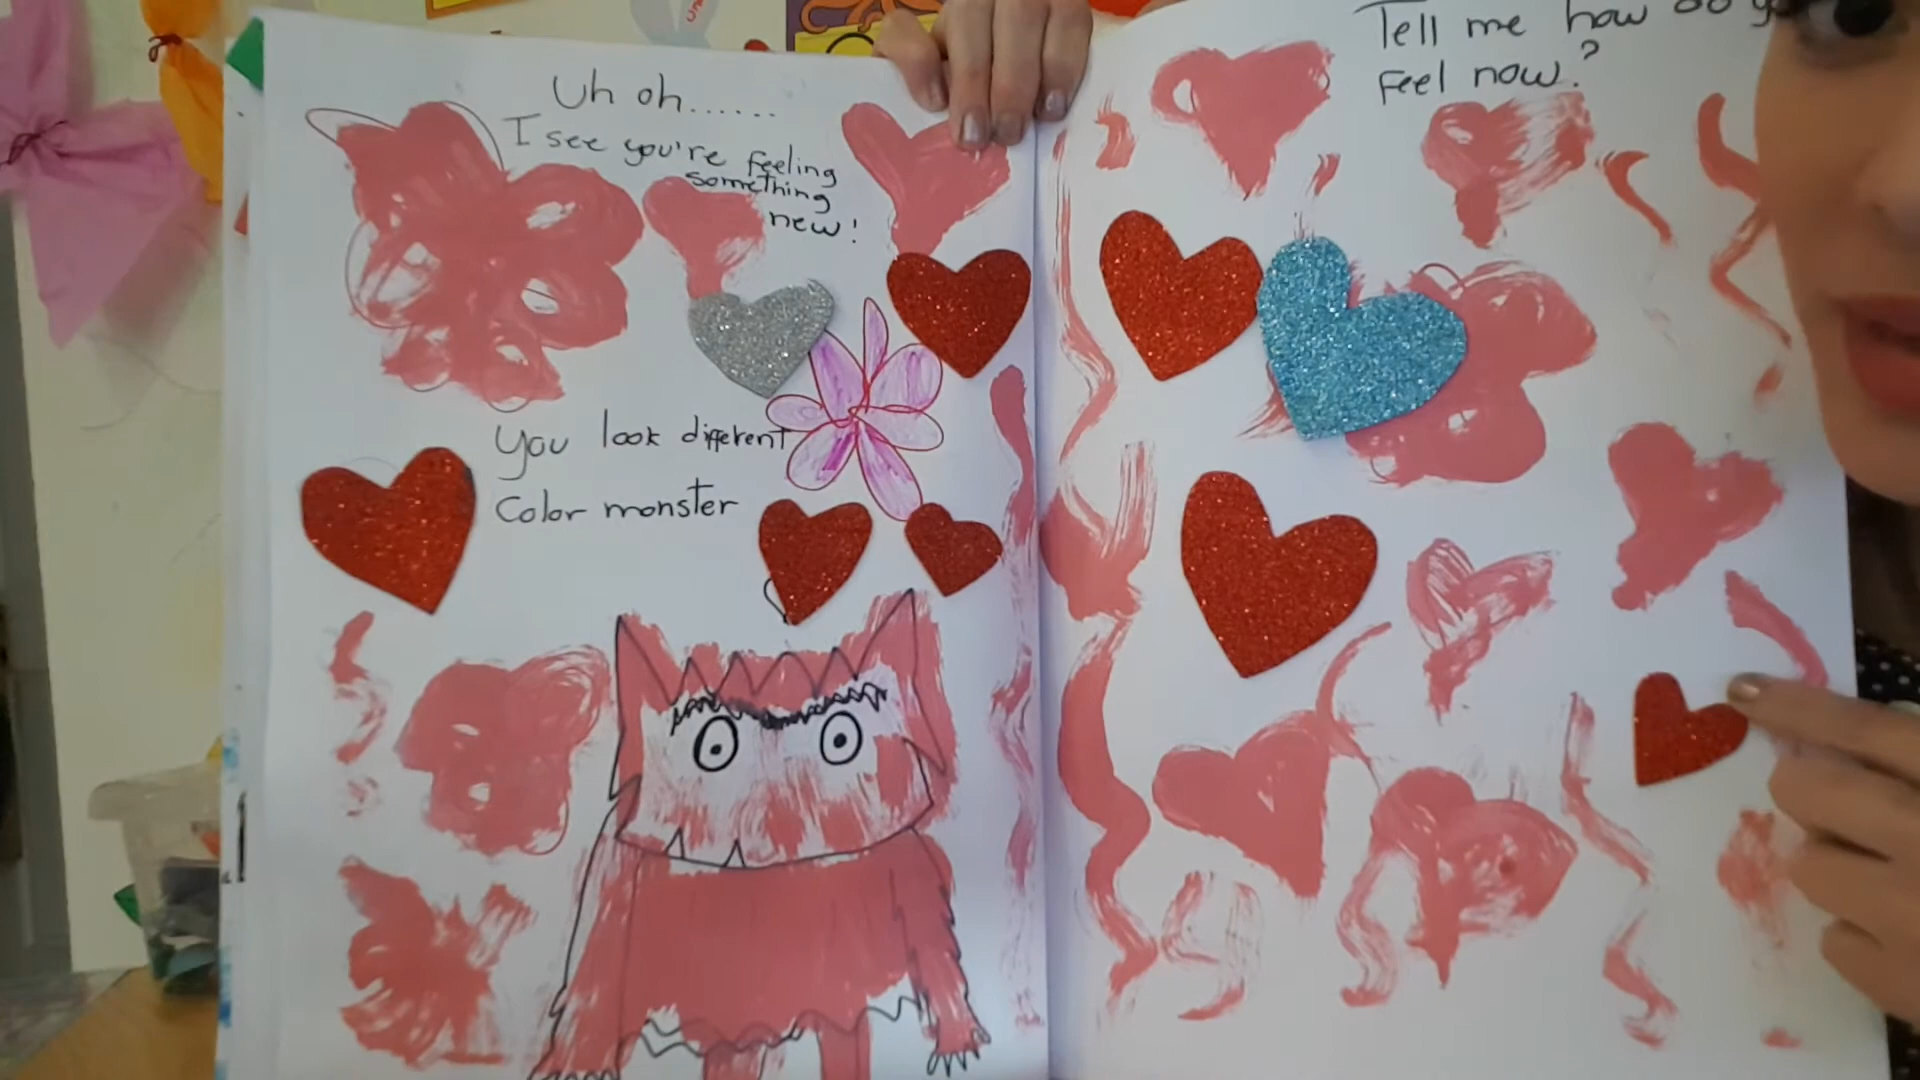 Uh oh......
I see you're feeling
something
new!
You look different
Color monster
Tell me how do
Feel now?